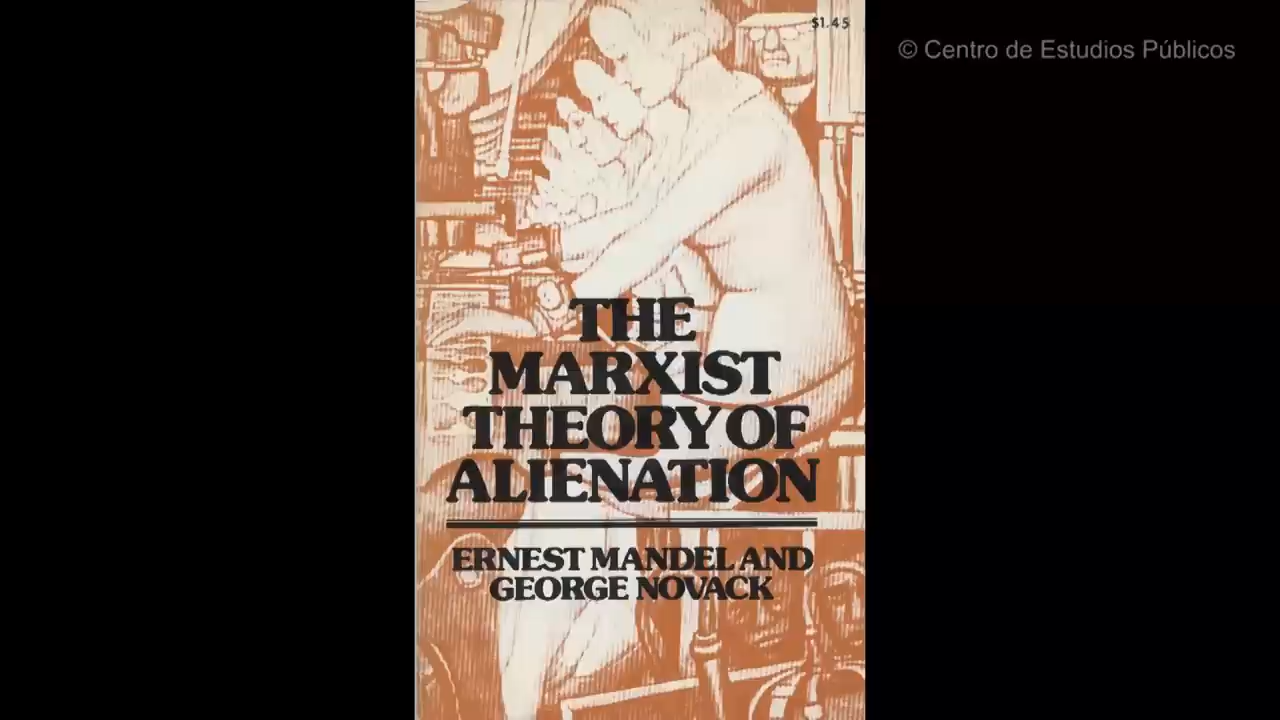 $1.45
© Centro de Estudios Públicos
THE
MARXIST
THEORY OF
ALIENATION
ERNEST MANDEL AND
GEORGE NOVACK